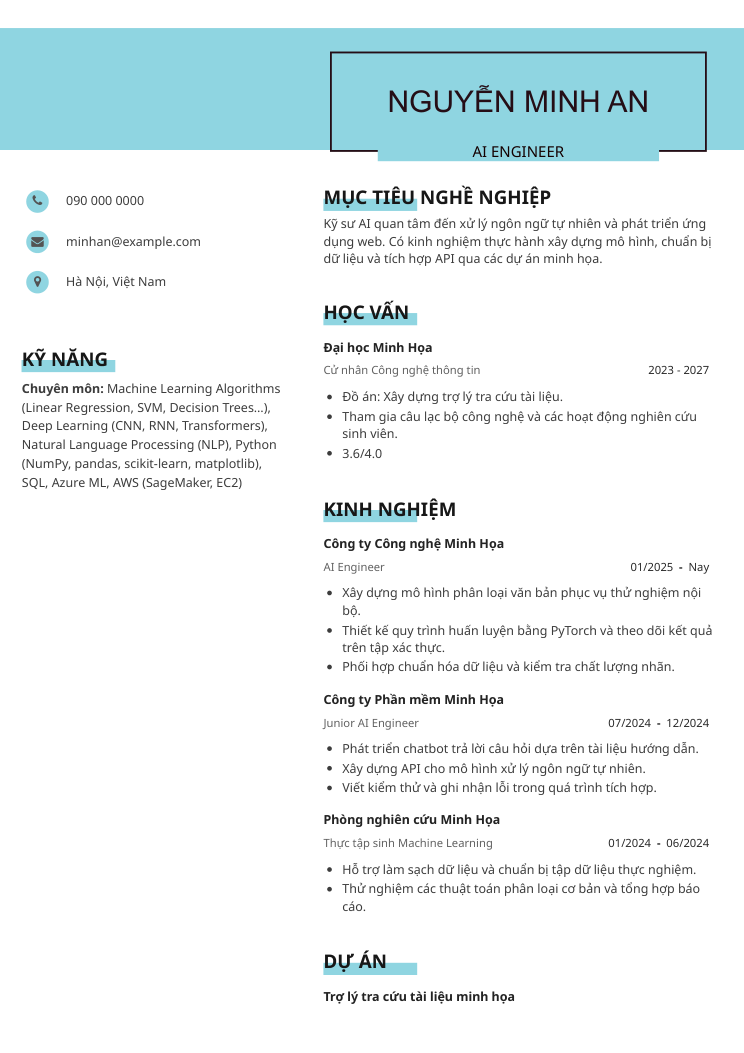 NGUYỄN MINH AN
AI ENGINEER
090 000 0000
minhan@example.com
Hà Nội, Việt Nam
KỸ NĂNG
Chuyên môn: Machine Learning Algorithms
(Linear Regression, SVM, Decision Trees...),
Deep Learning (CNN, RNN, Transformers),
Natural Language Processing (NLP), Python
(NumPy, pandas, scikit-learn, matplotlib),
SQL, Azure ML, AWS (SageMaker, EC2)
MỤC TIÊU NGHỀ NGHIỆP
Kỹ sư AI quan tâm đến xử lý ngôn ngữ tự nhiên và phát triển ứng
dụng web. Có kinh nghiệm thực hành xây dựng mô hình, chuẩn bị
dữ liệu và tích hợp API qua các dự án minh họa.
HỌC VẤN
Đại học Minh Họa
Cử nhân Công nghệ thông tin 2023 - 2027
• Đồ án: Xây dựng trợ lý tra cứu tài liệu.
• Tham gia câu lạc bộ công nghệ và các hoạt động nghiên cứu
sinh viên.
• 3.6/4.0
KINH NGHIỆM
Công ty Công nghệ Minh Họa
AI Engineer 01/2025 - Nay
• Xây dựng mô hình phân loại văn bản phục vụ thử nghiệm nội
bộ.
• Thiết kế quy trình huấn luyện bằng PyTorch và theo dõi kết quả
trên tập xác thực.
• Phối hợp chuẩn hóa dữ liệu và kiểm tra chất lượng nhãn.
Công ty Phần mềm Minh Họa
Junior AI Engineer 07/2024 - 12/2024
• Phát triển chatbot trả lời câu hỏi dựa trên tài liệu hướng dẫn.
• Xây dựng API cho mô hình xử lý ngôn ngữ tự nhiên.
• Viết kiểm thử và ghi nhận lỗi trong quá trình tích hợp.
Phòng nghiên cứu Minh Họa
Thực tập sinh Machine Learning 01/2024 - 06/2024
• Hỗ trợ làm sạch dữ liệu và chuẩn bị tập dữ liệu thực nghiệm.
• Thử nghiệm các thuật toán phân loại cơ bản và tổng hợp báo
cáo.
DỰ ÁN
Trợ lý tra cứu tài liệu minh họa